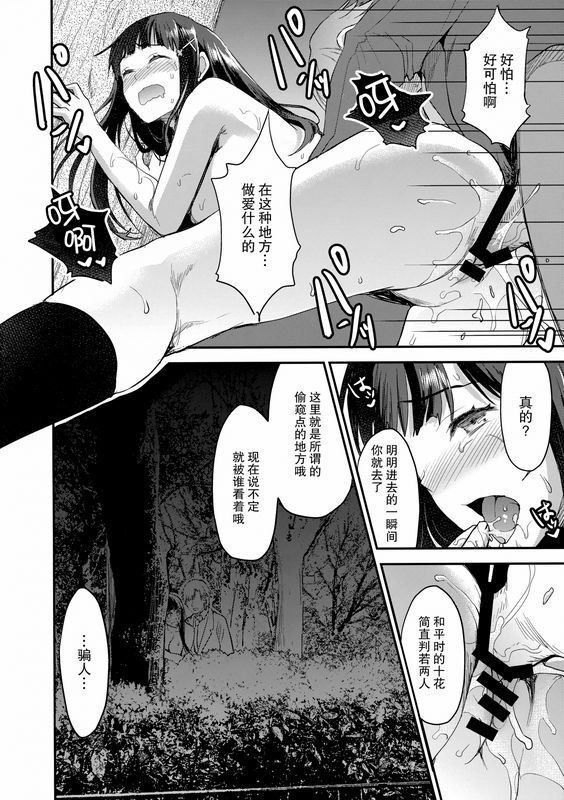 好怕…
好可怕啊
在这种地方…
做爱什么的
啊
真的？
明明进去的一瞬间
你就去了
这里就是所谓的
偷窥点的地方哦
现在说不定
就被谁看着哦
和平时的十花
简直判若两人
…骗人…